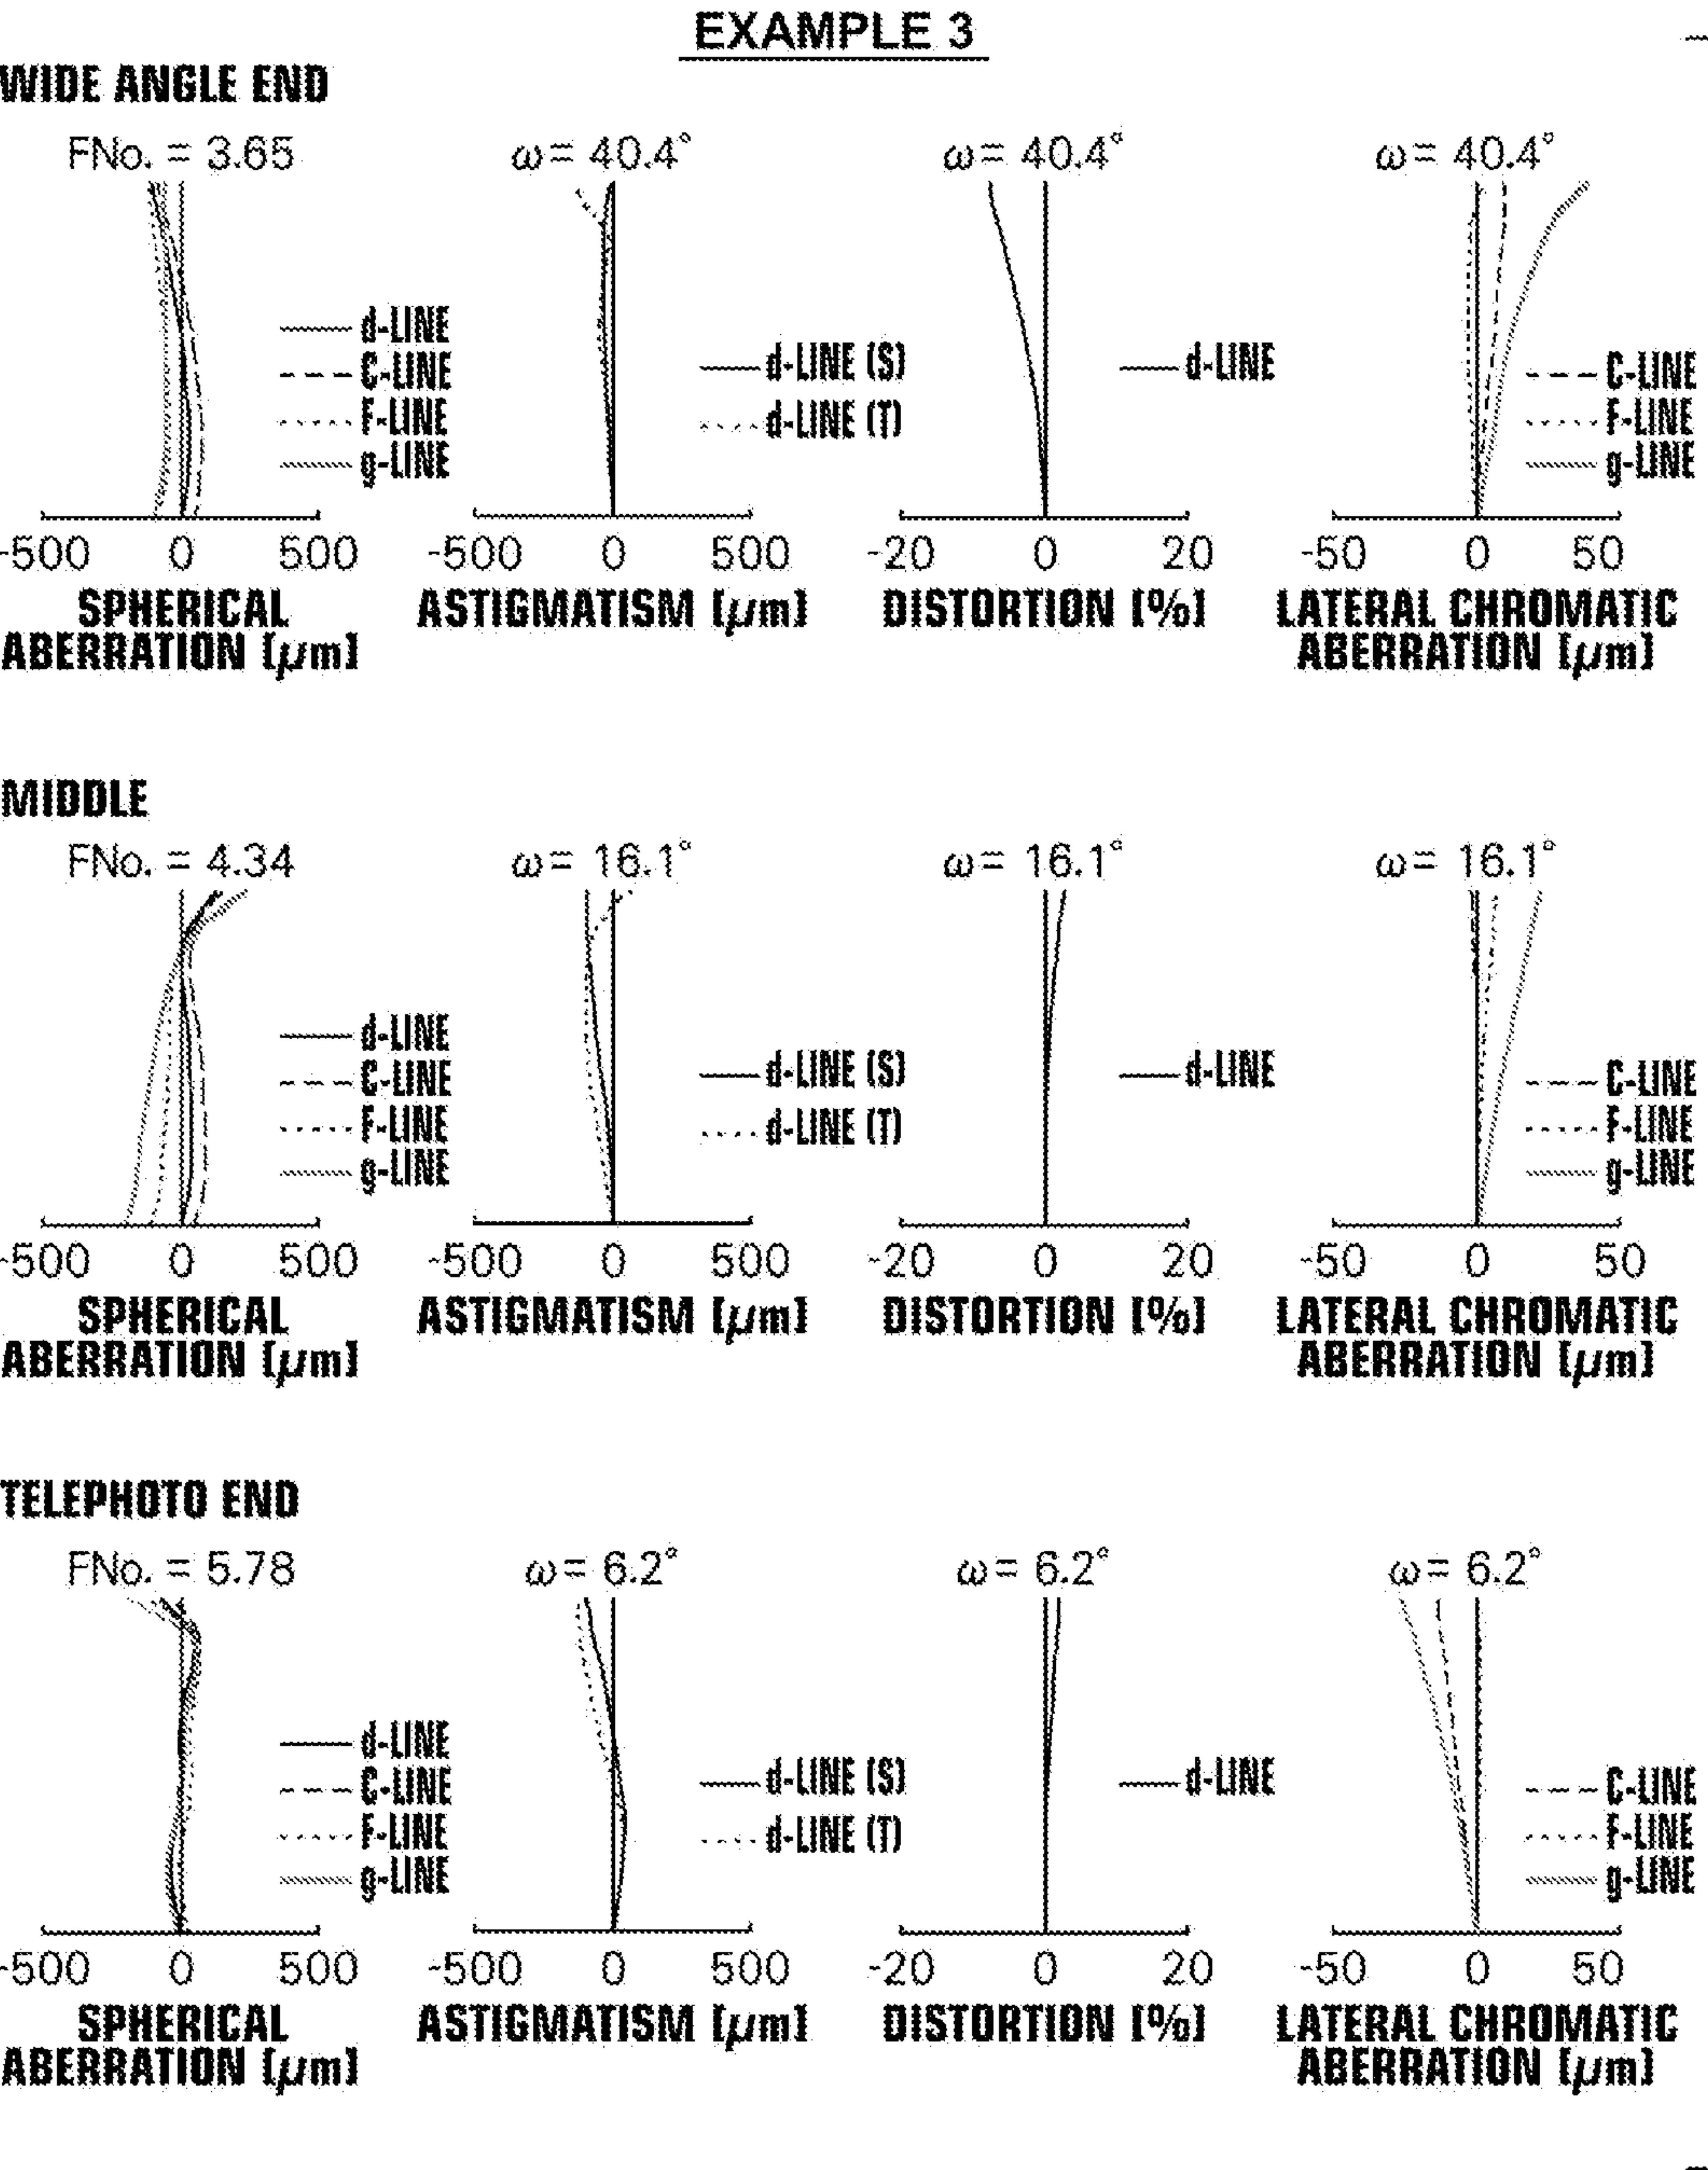 EXAMPLE 3
WIDE ANGLE END
FNo. = 3.65
ω = 40.4°
ω = 40.4°
ω = 40.4°
d-LINE
C-LINE
F-LINE
g-LINE
d-LINE (S)
d-LINE (T)
d-LINE
C-LINE
F-LINE
g-LINE
-500 0 500
-500 0 500
-20 0 20
-50 0 50
SPHERICAL
ABERRATION [μm]
ASTIGMATISM [μm]
DISTORTION [%]
LATERAL CHROMATIC
ABERRATION [μm]
MIDDLE
FNo. = 4.34
ω = 16.1°
ω = 16.1°
ω = 16.1°
d-LINE
C-LINE
F-LINE
g-LINE
d-LINE (S)
d-LINE (T)
d-LINE
C-LINE
F-LINE
g-LINE
-500 0 500
-500 0 500
-20 0 20
-50 0 50
SPHERICAL
ABERRATION [μm]
ASTIGMATISM [μm]
DISTORTION [%]
LATERAL CHROMATIC
ABERRATION [μm]
TELEPHOTO END
FNo. = 5.78
ω = 6.2°
ω = 6.2°
ω = 6.2°
d-LINE
C-LINE
F-LINE
g-LINE
d-LINE (S)
d-LINE (T)
d-LINE
C-LINE
F-LINE
g-LINE
-500 0 500
-500 0 500
-20 0 20
-50 0 50
SPHERICAL
ABERRATION [μm]
ASTIGMATISM [μm]
DISTORTION [%]
LATERAL CHROMATIC
ABERRATION [μm]